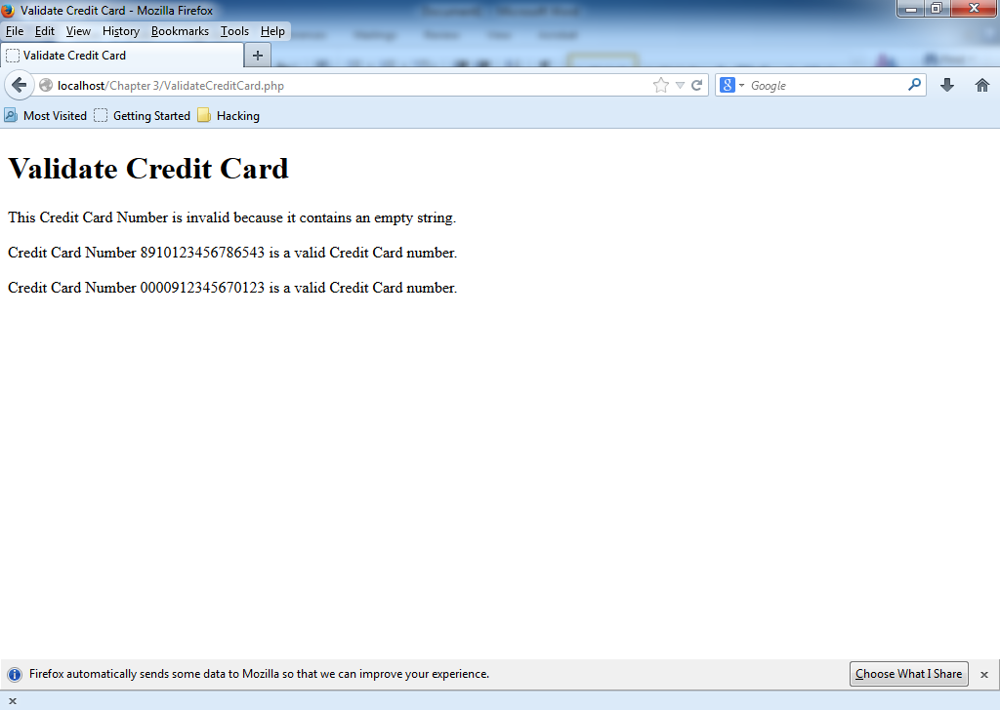 Validate Credit Card - Mozilla Firefox
File Edit View History Bookmarks Tools Help
Validate Credit Card
localhost/Chapter 3/ValidateCreditCard.php
Google
Most Visited Getting Started Hacking
Validate Credit Card
This Credit Card Number is invalid because it contains an empty string.
Credit Card Number 8910123456786543 is a valid Credit Card number.
Credit Card Number 0000912345670123 is a valid Credit Card number.
Firefox automatically sends some data to Mozilla so that we can improve your experience.
Choose What I Share